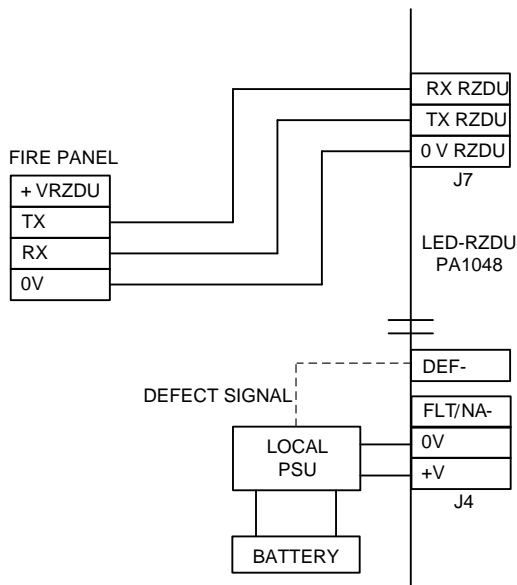 RX RZDU
TX RZDU
0 V RZDU
J7
FIRE PANEL
+ VRZDU
TX
RX
0V
LED-RZDU
PA1048
DEF-
DEFECT SIGNAL
FLT/NA-
0V
+V
J4
LOCAL
PSU
BATTERY